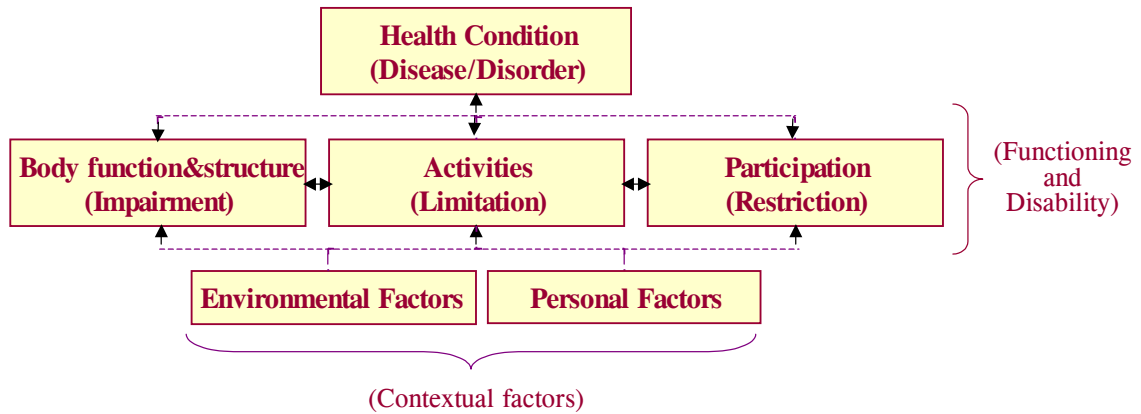 Health Condition
(Disease/Disorder)
Body function&structure
(Impairment)
Activities
(Limitation)
Participation
(Restriction)
(Functioning
and
Disability)
Environmental Factors
Personal Factors
(Contextual factors)